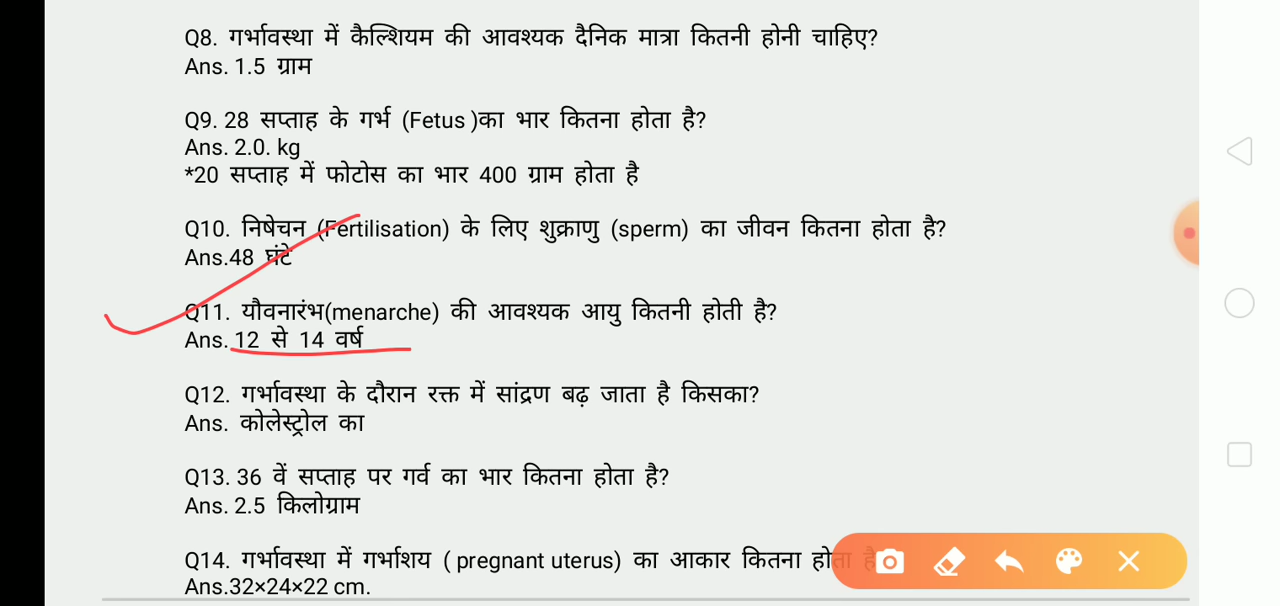 Q8. गर्भावस्था में कैल्शियम की आवश्यक दैनिक मात्रा कितनी होनी चाहिए?
Ans. 1.5 ग्राम
Q9. 28 सप्ताह के गर्भ (Fetus )का भार कितना होता है?
Ans. 2.0. kg
*20 सप्ताह में फोटोस का भार 400 ग्राम होता है
Q10. निषेचन (Fertilisation) के लिए शुक्राणु (sperm) का जीवन कितना होता है?
Ans.48 घंटे
Q11. यौवनारंभ(menarche) की आवश्यक आयु कितनी होती है?
Ans. 12 से 14 वर्ष
Q12. गर्भावस्था के दौरान रक्त में सांद्रण बढ़ जाता है किसका?
Ans. कोलेस्ट्रोल का
Q13. 36 वें सप्ताह पर गर्व का भार कितना होता है?
Ans. 2.5 किलोग्राम
Q14. गर्भावस्था में गर्भाशय ( pregnant uterus) का आकार कितना होता है
Ans.32×24×22 cm.